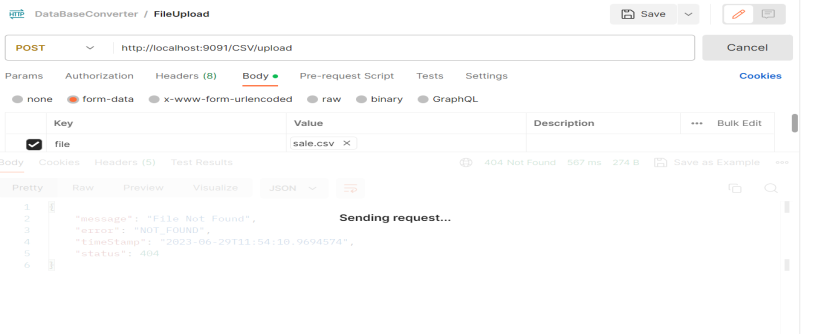 HTTP DataBaseConverter / FileUpload Save
POST http://localhost:9091/CSV/upload Cancel
Params Authorization Headers (8) Body Pre-request Script Tests Settings Cookies
none form-data x-www-form-urlencoded raw binary GraphQL
Key Value Description Bulk Edit
file sale.csv
Body Cookies Headers (5) Test Results 404 Not Found 587 ms 274 B Save as Example
Pretty Raw Preview Visualize JSON
1 {
2 "message": "File Not Found",
Sending request...
3 "error": "NOT_FOUND",
4 "timeStamp": "2023-06-29T11:54:10.9694574",
5 "status": 404
6 }